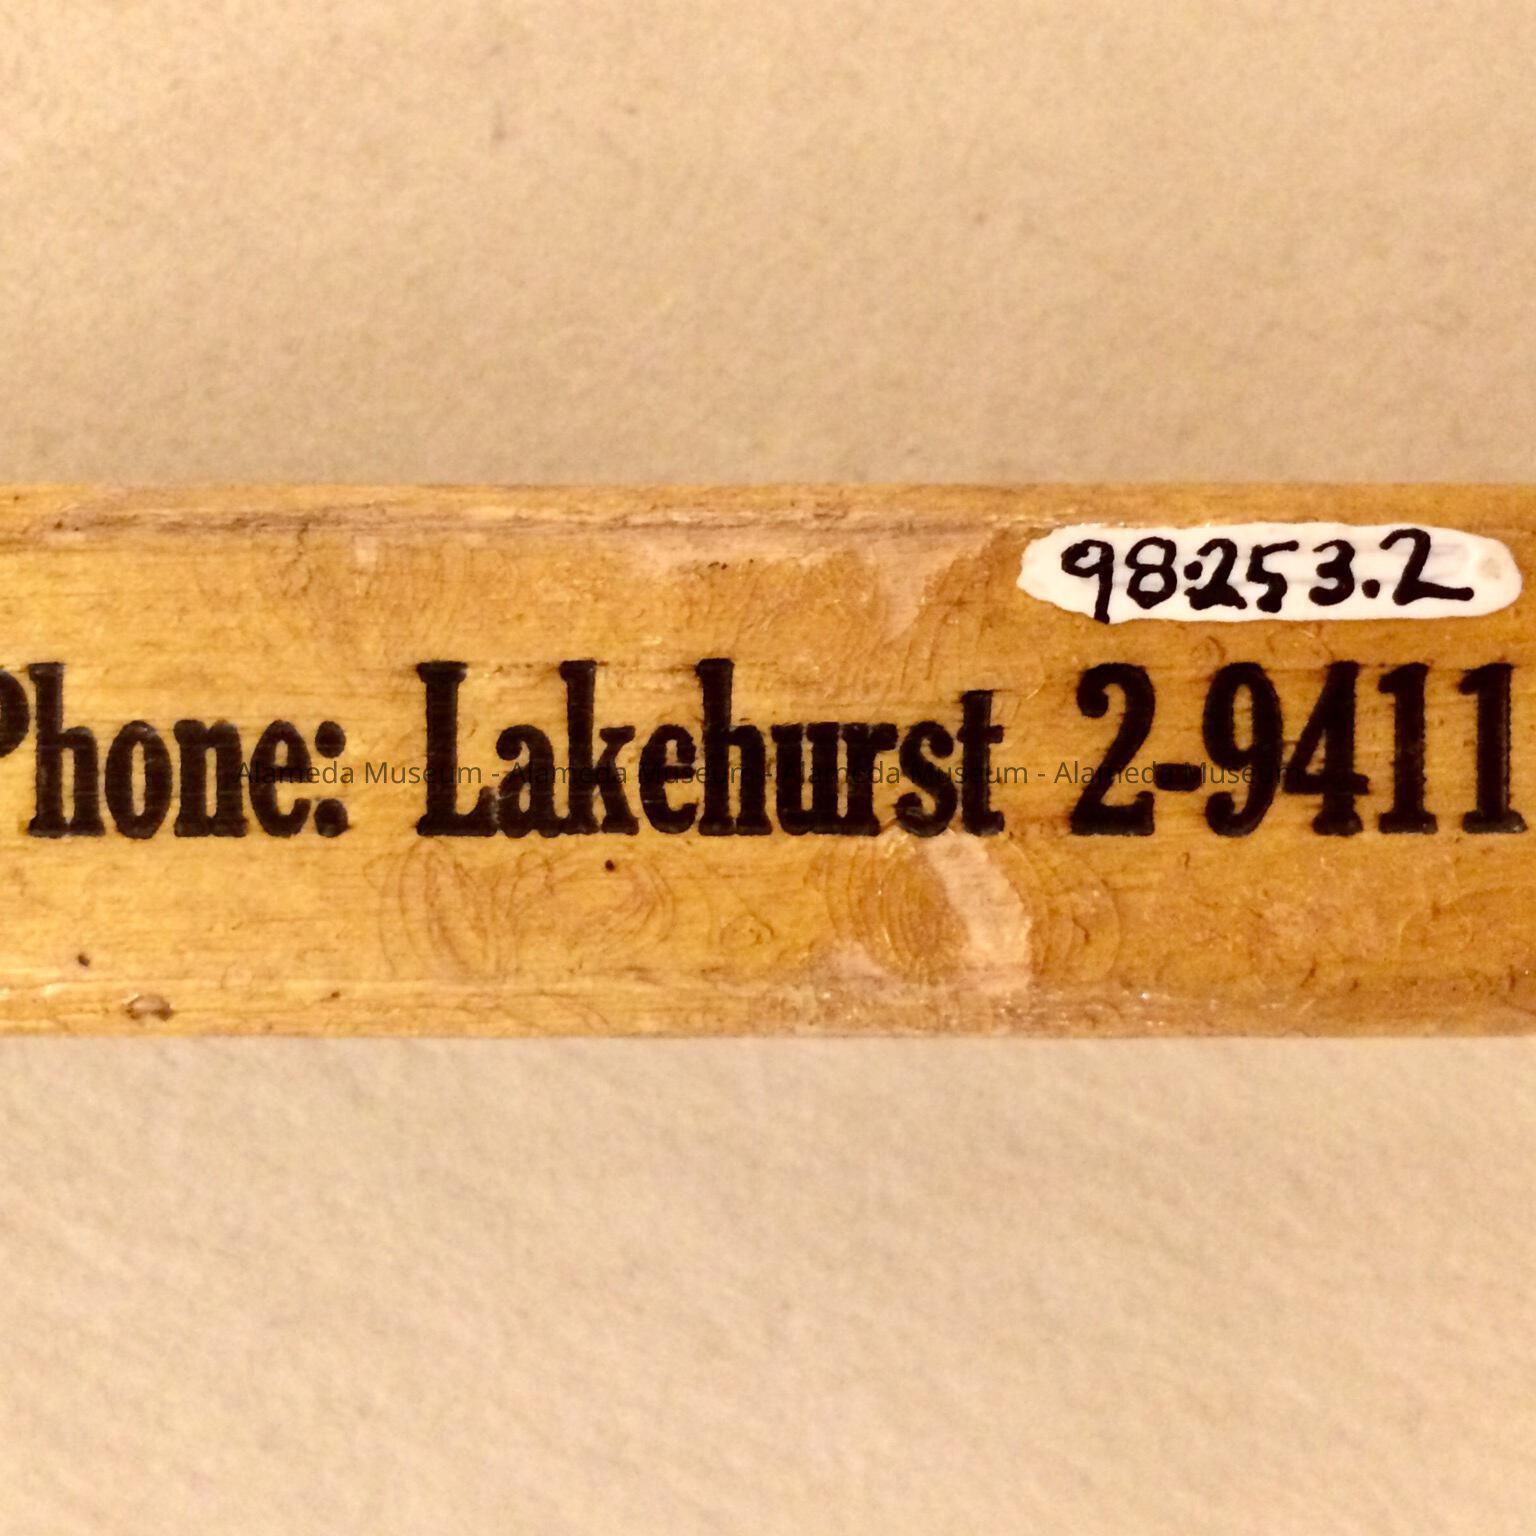 98.253.2
Phone: Lakehurst 2-9411
Alameda Museum - Alameda Museum - Alameda Museum - Alameda Museum